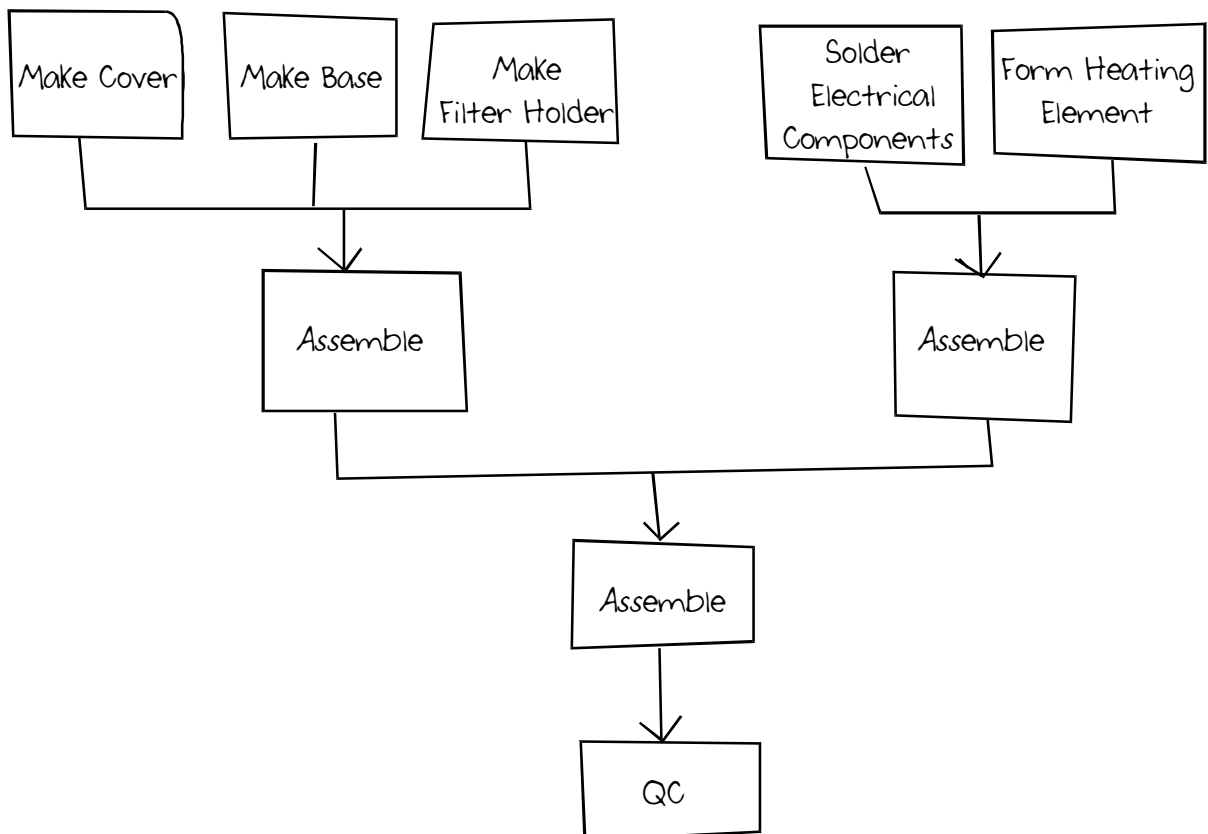 Make Cover
Make Base
Make
Filter Holder
Solder
Electrical
Components
Form Heating
Element
Assemble
Assemble
Assemble
QC